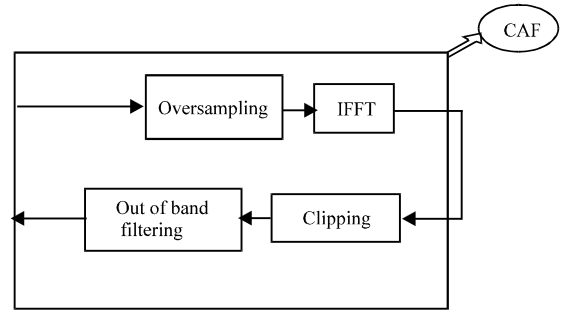 CAF
Oversampling
IFFT
Out of band
filtering
Clipping